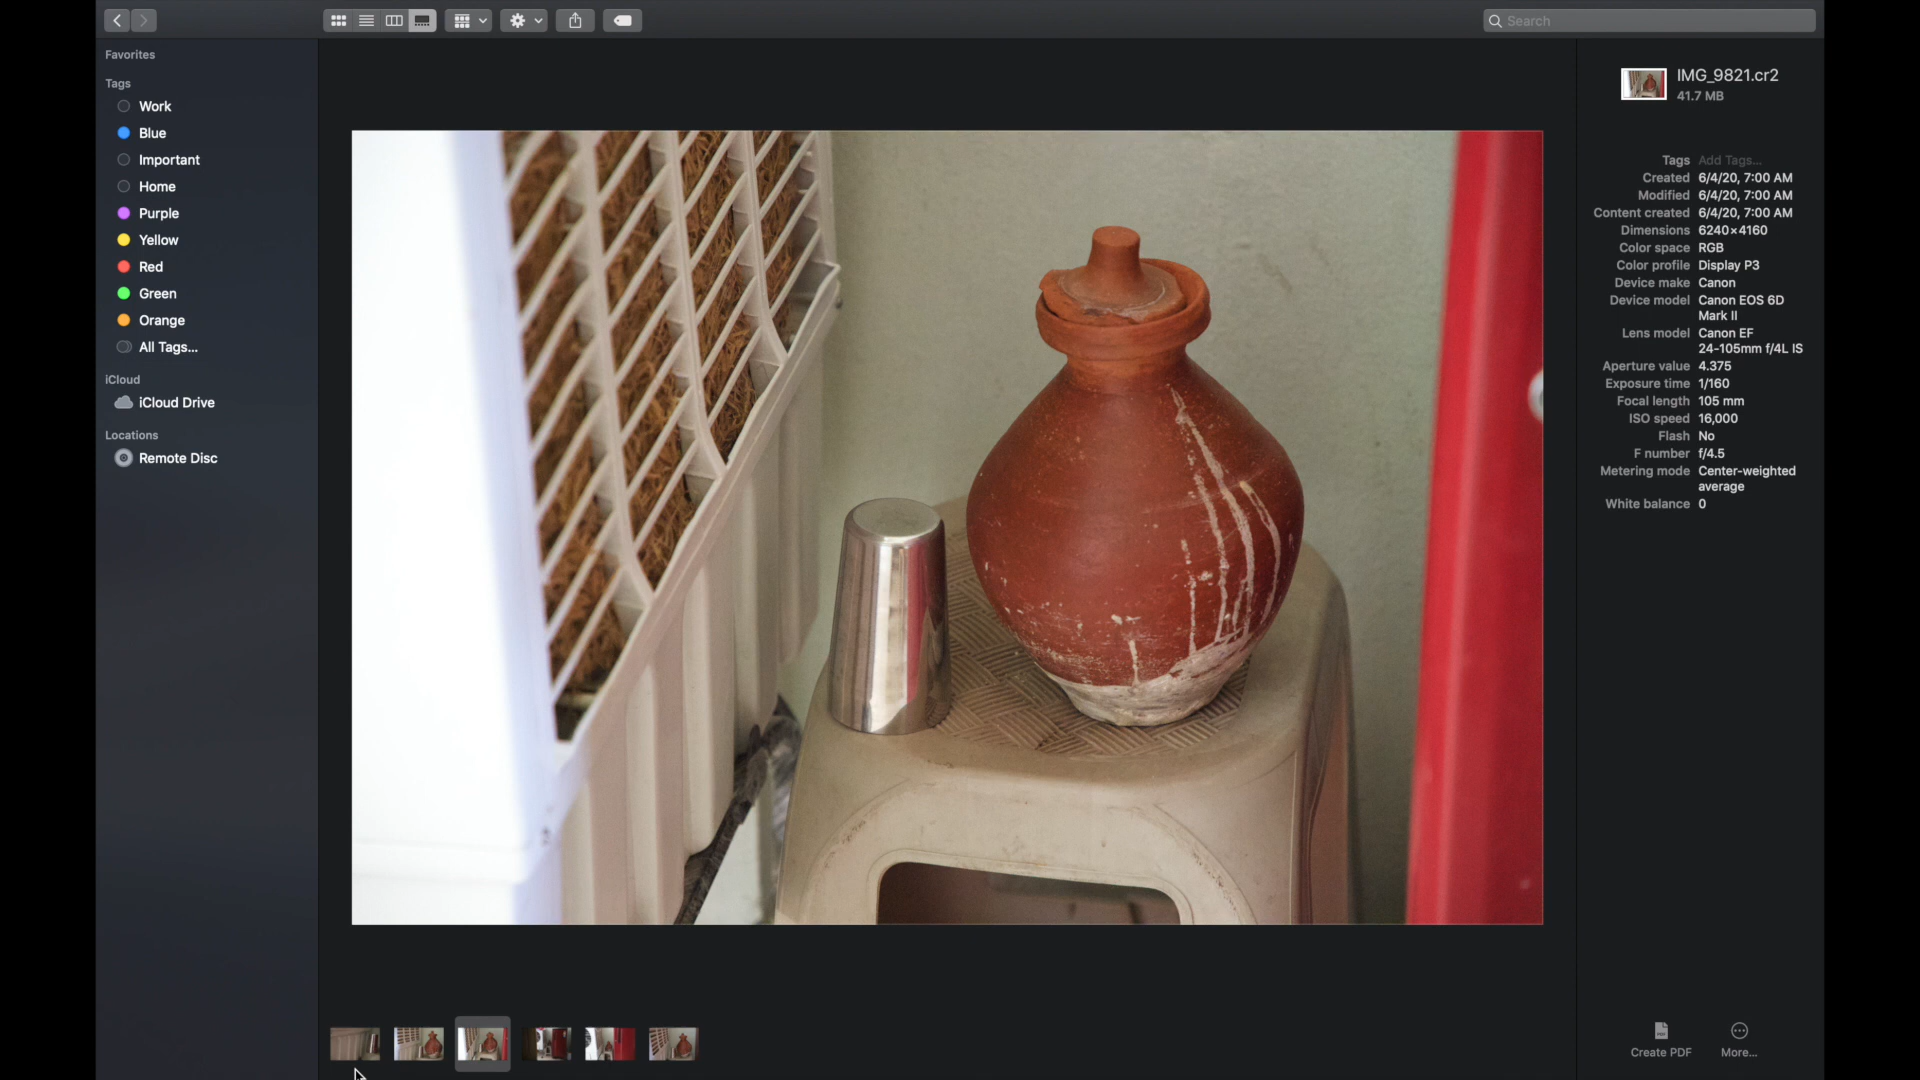 Search
Favorites
Tags
Work
Blue
Important
Home
Purple
Yellow
Red
Green
Orange
All Tags...
iCloud
iCloud Drive
Locations
Remote Disc
IMG_9821.cr2
41.7 MB
Tags Add Tags...
Created 6/4/20, 7:00 AM
Modified 6/4/20, 7:00 AM
Content created 6/4/20, 7:00 AM
Dimensions 6240×4160
Color space RGB
Color profile Display P3
Device make Canon
Device model Canon EOS 6D
Mark II
Lens model Canon EF
24-105mm f/4L IS
Aperture value 4.375
Exposure time 1/160
Focal length 105 mm
ISO speed 16,000
Flash No
F number f/4.5
Metering mode Center-weighted
average
White balance 0
Create PDF
More...